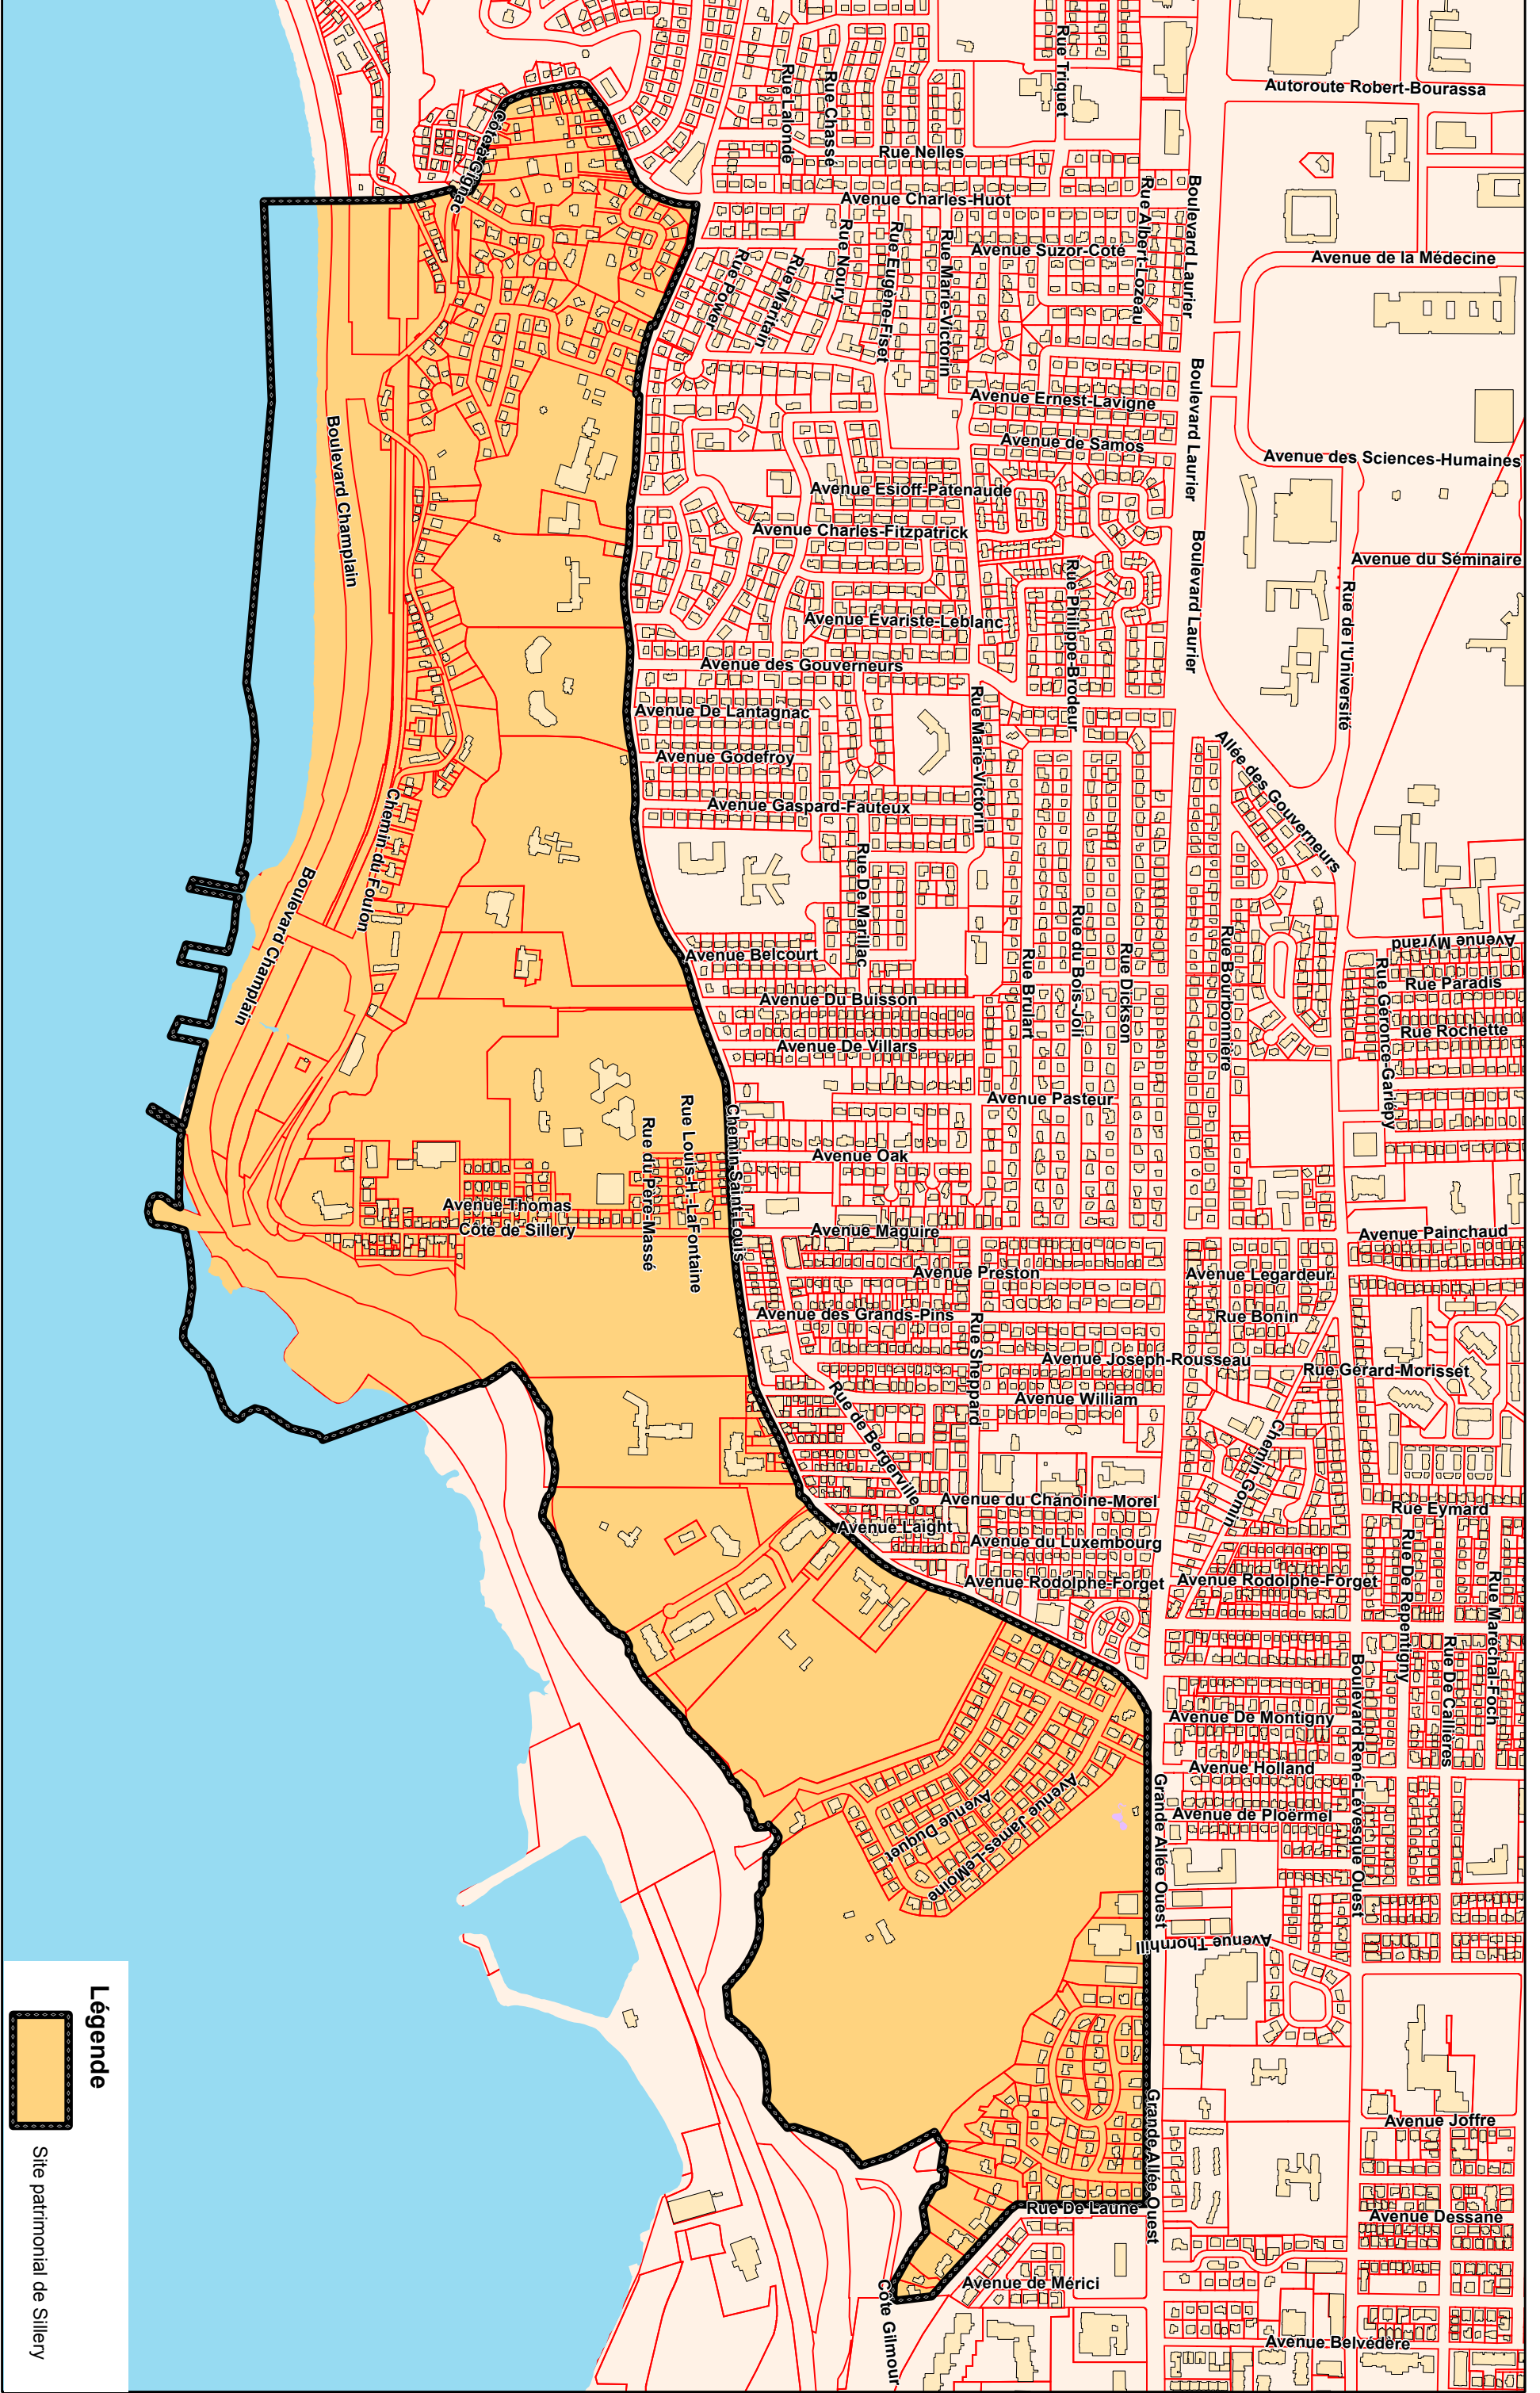 Autoroute Robert-Bourassa
Rue Triquet
Rue Lalonde
Rue Chassé
Rue Nelles
Avenue Charles-Huot
Rue Albert-Lozeau
Boulevard Laurier
Avenue Suzor-Coté
Avenue de la Médecine
Côte à Gignac
Rue Power
Rue Maritain
Rue Noury
Rue Eugène-Fiset
Rue Marie-Victorin
Boulevard Laurier
Avenue Ernest-Lavigne
Avenue de Samos
Avenue des Sciences-Humaines
Avenue Esioff-Patenaude
Avenue Charles-Fitzpatrick
Boulevard Champlain
Boulevard Laurier
Avenue du Séminaire
Rue Philippe-Brodeur
Rue de l'Université
Avenue Évariste-Leblanc
Avenue des Gouverneurs
Avenue De Lantagnac
Rue Marie-Victorin
Avenue Godefroy
Allée des Gouverneurs
Avenue Gaspard-Fauteux
Chemin du Foulon
Rue De Marillac
Boulevard Champlain
Avenue Belcourt
Rue Brulart
Rue du Bois-Joli
Rue Dickson
Rue Bourbonnière
Avenue Myrand
Rue Géronce-Gariépy
Rue Paradis
Avenue Du Buisson
Rue Rochette
Avenue De Villars
Avenue Pasteur
Rue Louis-H.-LaFontaine
Rue du Père-Massé
Chemin Saint-Louis
Avenue Oak
Avenue Thomas
Côte de Sillery
Avenue Maguire
Avenue Painchaud
Avenue Preston
Avenue Legardeur
Avenue des Grands-Pins
Rue Bonin
Rue Sheppard
Avenue Joseph-Rousseau
Rue Gérard-Morisset
Avenue William
Rue de Bergerville
Chemin Gomin
Avenue du Chanoine-Morel
Rue Eymard
Avenue Laight
Avenue du Luxembourg
Rue De Repentigny
Avenue Rodolphe-Forget
Avenue Rodolphe-Forget
Rue Maréchal-Foch
Rue De Callières
Boulevard René-Lévesque Ouest
Avenue De Montigny
Avenue Holland
Avenue James-LeMoine
Avenue Duquet
Grande Allée Ouest
Avenue de Ploërmel
Avenue Thornhill
Avenue Joffre
Grande Allée Ouest
Rue De Laune
Avenue Dessane
Avenue de Mérici
Côte Gilmour
Avenue Belvédère
Légende
Site patrimonial de Sillery